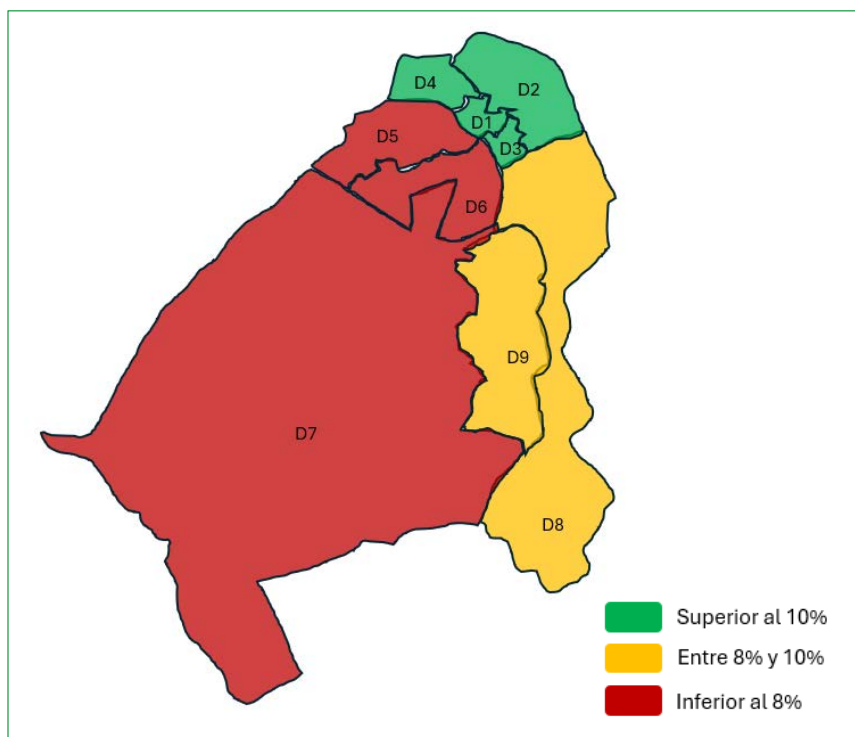 D4
D2
D1
D5
D3
D6
D9
D7
D8
Superior al 10%
Entre 8% y 10%
Inferior al 8%